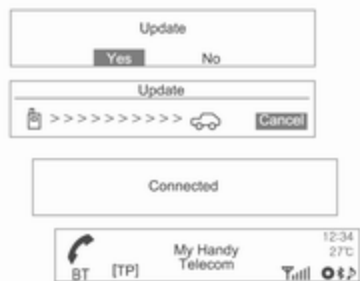 Update
Yes No
Update
> > > > > > > > > > Cancel
Connected
12:34
My Handy
27℃
BT [TP] Telecom